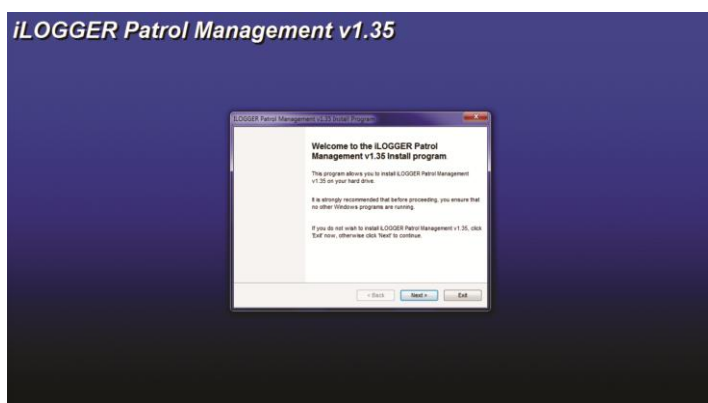 iLOGGER Patrol Management v1.35
iLOGGER Patrol Management v1.35 Install Program
Welcome to the iLOGGER Patrol
Management v1.35 Install program
This program allows you to install iLOGGER Patrol Management
v1.35 on your hard drive.
It is strongly recommended that before proceeding, you ensure that
no other Windows programs are running.
If you do not wish to install iLOGGER Patrol Management v1.35, click
'Exit' now, otherwise click 'Next' to continue.
< Back
Next >
Exit